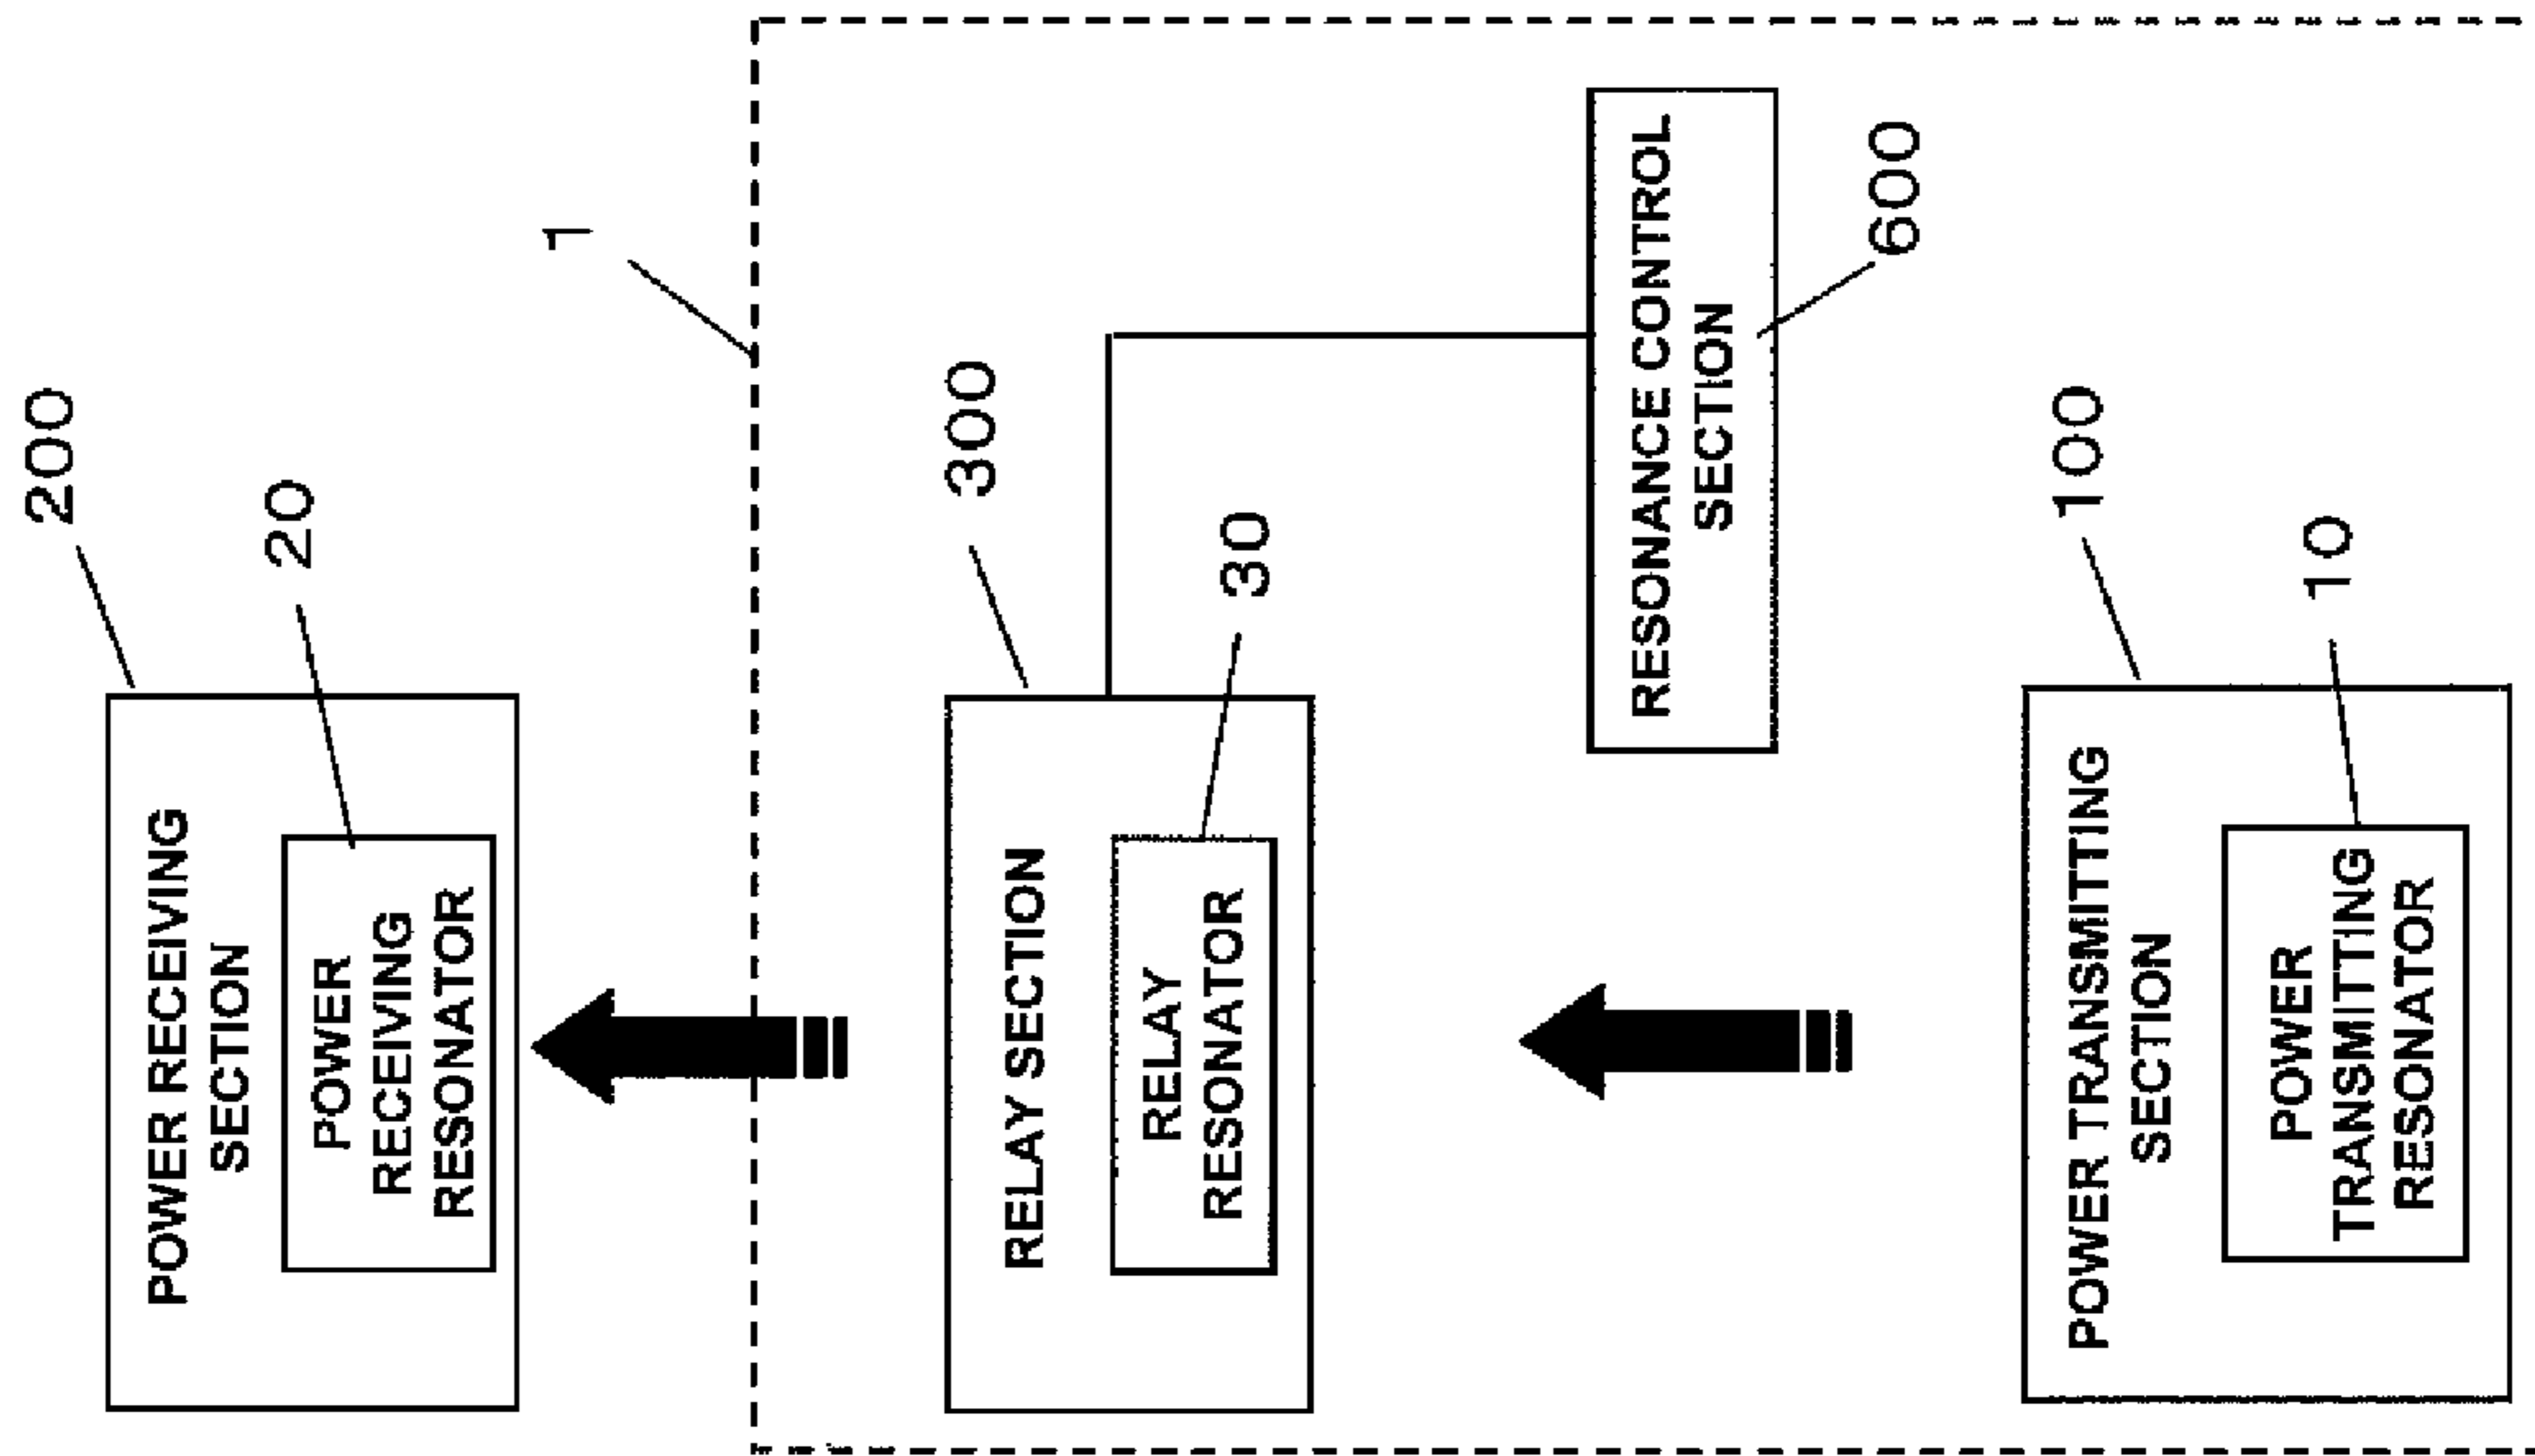 200
POWER RECEIVING
SECTION
20
POWER
RECEIVING
RESONATOR
1
300
RELAY SECTION
30
RELAY
RESONATOR
RESONANCE CONTROL
SECTION
600
100
POWER TRANSMITTING
SECTION
10
POWER
TRANSMITTING
RESONATOR